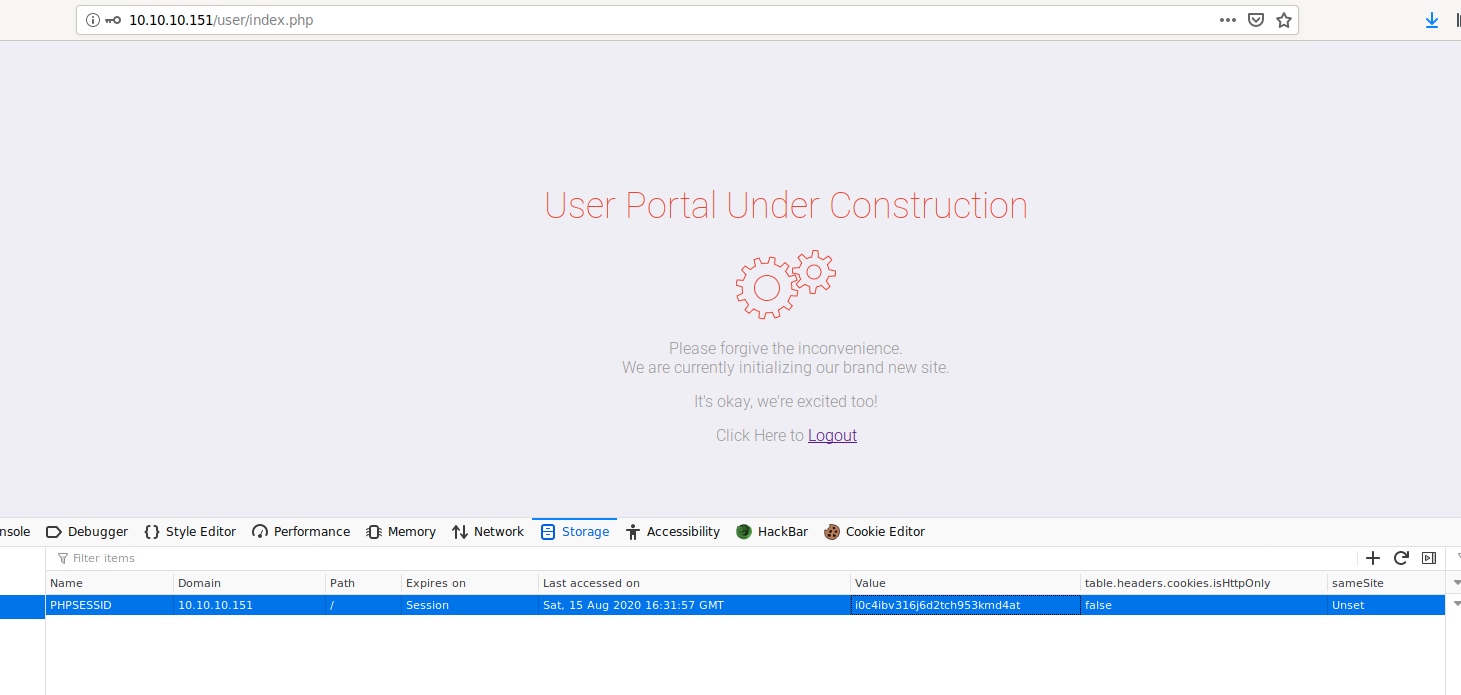 10.10.10.151/user/index.php
User Portal Under Construction
Please forgive the inconvenience.
We are currently initializing our brand new site.
It's okay, we're excited too!
Click Here to Logout
nsole Debugger Style Editor Performance Memory Network Storage Accessibility HackBar Cookie Editor
Filter items
Name Domain Path Expires on Last accessed on Value table.headers.cookies.isHttpOnly sameSite
PHPSESSID 10.10.10.151 / Session Sat, 15 Aug 2020 16:31:57 GMT i0c4ibv316j6d2tch953kmd4at false Unset